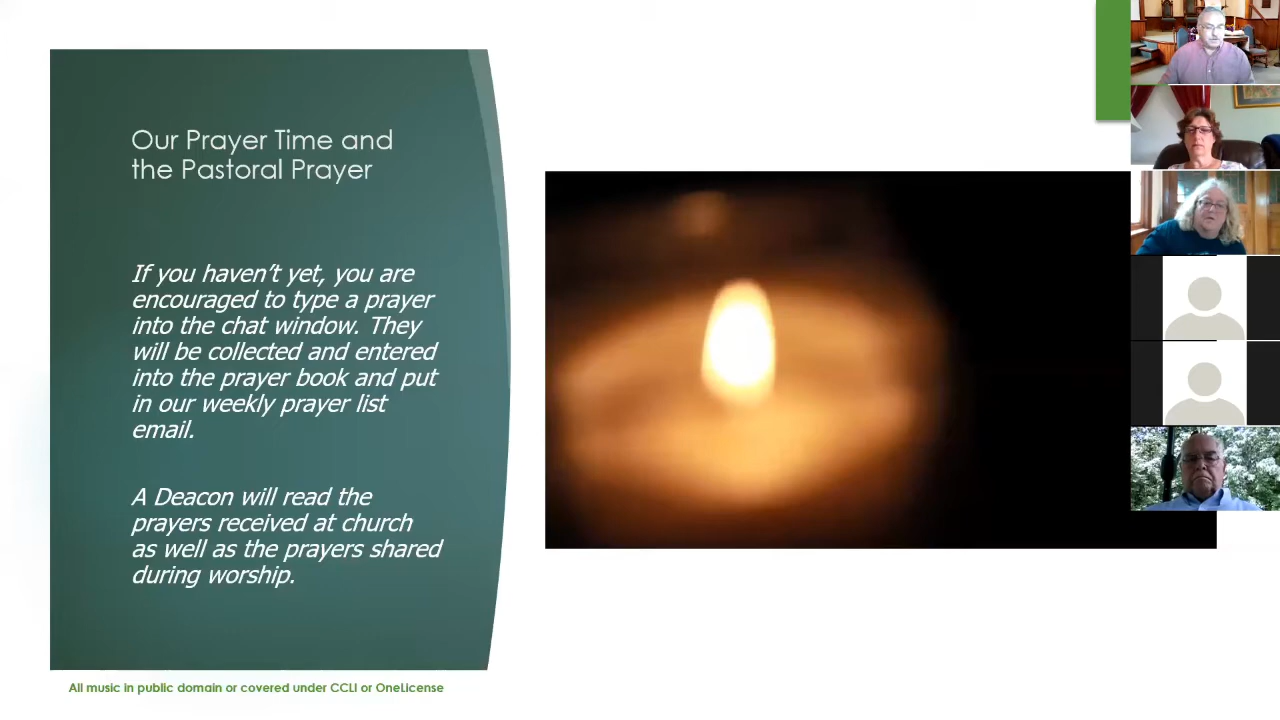 Our Prayer Time and
the Pastoral Prayer
If you haven't yet, you are
encouraged to type a prayer
into the chat window. They
will be collected and entered
into the prayer book and put
in our weekly prayer list
email.
A Deacon will read the
prayers received at church
as well as the prayers shared
during worship.
All music in public domain or covered under CCLI or OneLicense